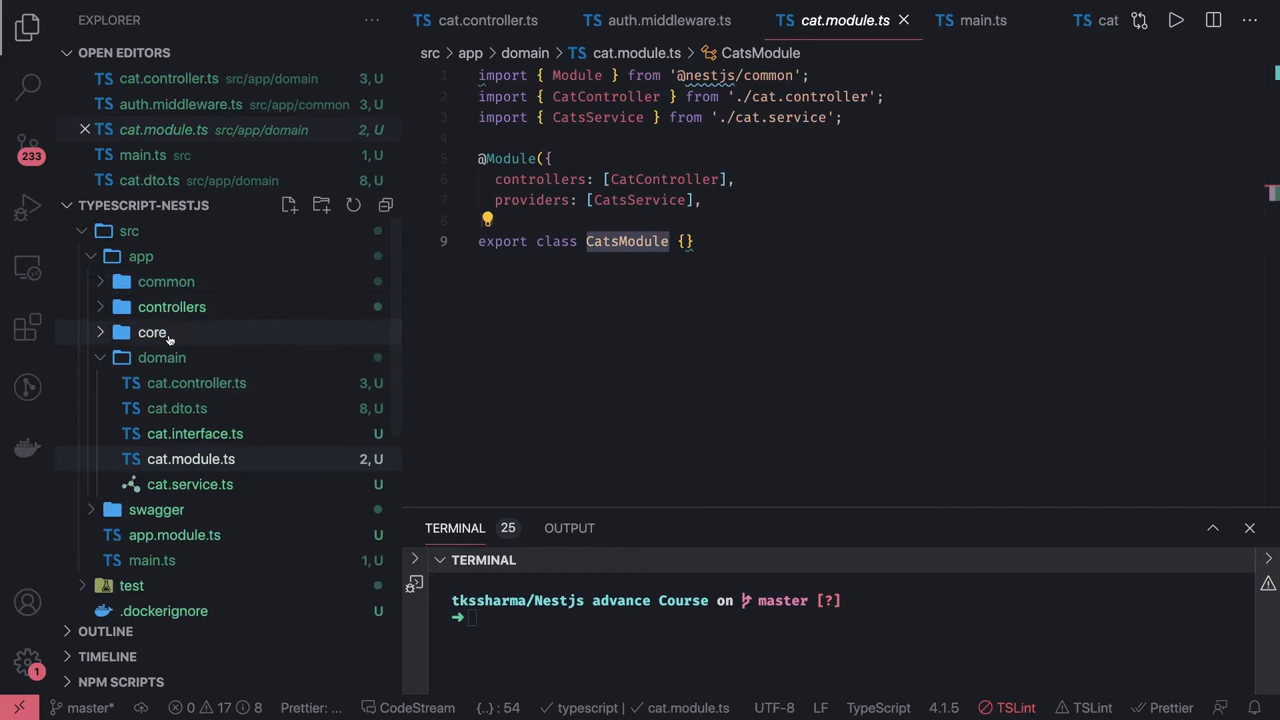 EXPLORER
OPEN EDITORS
TS cat.controller.ts src/app/domain 3, U
TS auth.middleware.ts src/app/common 3, U
TS cat.module.ts src/app/domain 2, U
TS main.ts src 1, U
TS cat.dto.ts src/app/domain 8, U
TYPESCRIPT-NESTJS
src
app
common
controllers
core
domain
TS cat.controller.ts 3, U
TS cat.dto.ts 8, U
TS cat.interface.ts U
TS cat.module.ts 2, U
cat.service.ts U
swagger
TS app.module.ts U
TS main.ts 1, U
test
.dockerignore U
OUTLINE
TIMELINE
NPM SCRIPTS
233
1
TS cat.controller.ts TS auth.middleware.ts TS cat.module.ts TS main.ts TS cat
src > app > domain > TS cat.module.ts > CatsModule
1 import { Module } from '@nestjs/common';
2 import { CatController } from './cat.controller';
3 import { CatsService } from './cat.service';
4
5 @Module({
6 controllers: [CatController],
7 providers: [CatsService],
8
9 export class CatsModule {}
TERMINAL 25 OUTPUT
TERMINAL
tkssharma/Nestjs advance Course on master [?]
➜
master* 0 17 8 Prettier: ... CodeStream {..} : 54 typescript | cat.module.ts UTF-8 LF TypeScript 4.1.5 TSLint TSLint Prettier